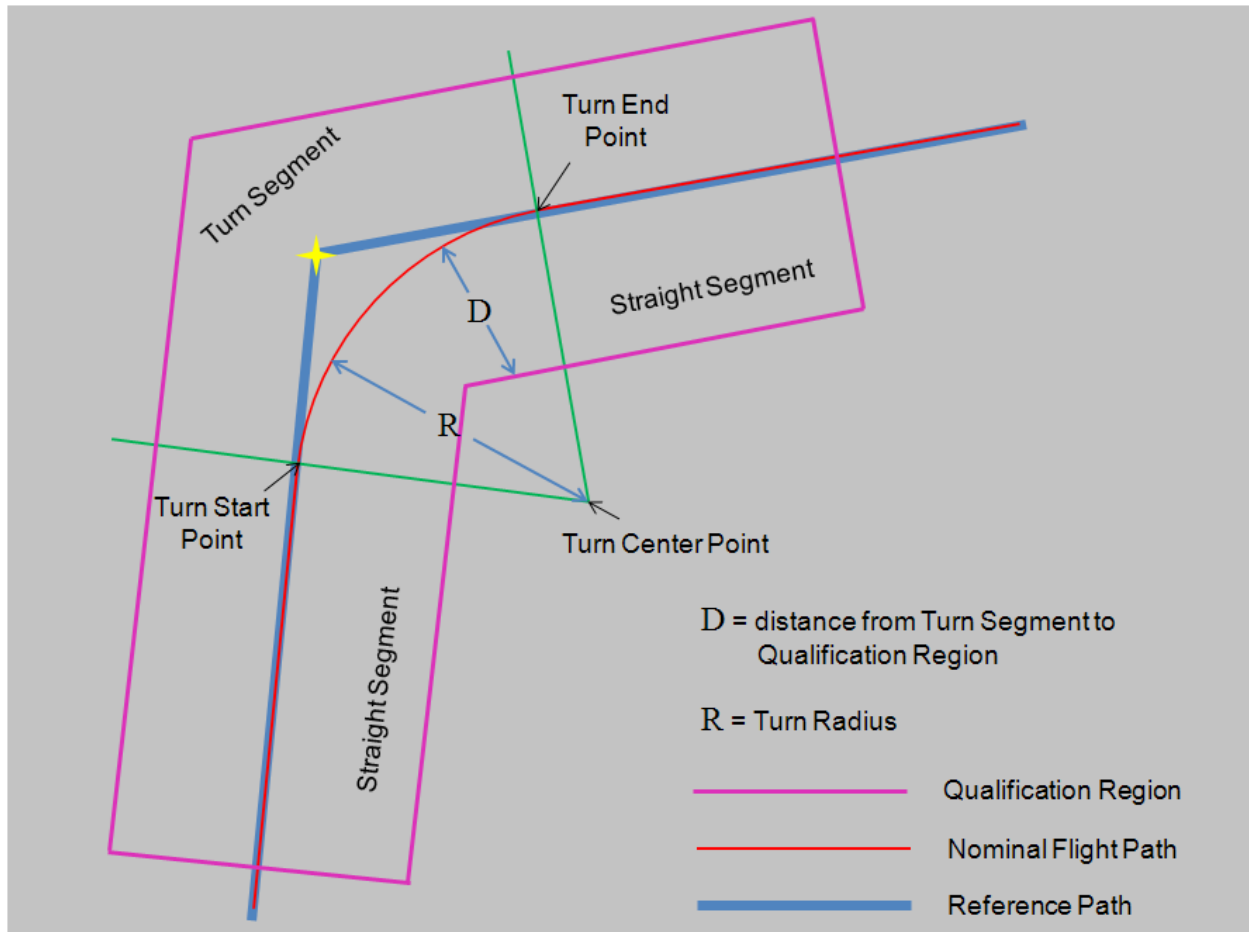 Turn End
Point
Turn Segment
Straight Segment
D
R
Turn Start
Point
Turn Center Point
Straight Segment
D = distance from Turn Segment to
Qualification Region
R = Turn Radius
Qualification Region
Nominal Flight Path
Reference Path